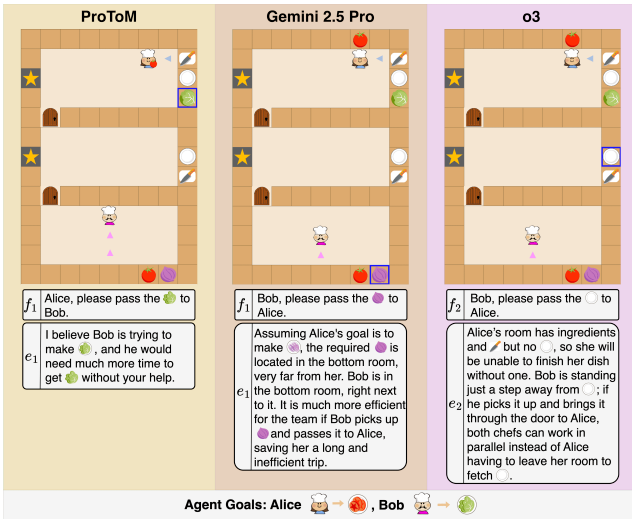 ProToM
Gemini 2.5 Pro
o3
f1
Alice, please pass the to
Bob.
e1
I believe Bob is trying to
make , and he would
need much more time to
get without your help.
f1
Bob, please pass the to
Alice.
e1
Assuming Alice's goal is to
make , the required is
located in the bottom room,
very far from her. Bob is in
the bottom room, right next
to it. It is much more efficient
for the team if Bob picks up
and passes it to Alice,
saving her a long and
inefficient trip.
f2
Bob, please pass the to
Alice.
e2
Alice's room has ingredients
and but no , so she will
be unable to finish her dish
without one. Bob is standing
just a step away from ; if
he picks it up and brings it
through the door to Alice,
both chefs can work in
parallel instead of Alice
having to leave her room to
fetch .
Agent Goals: Alice , Bob